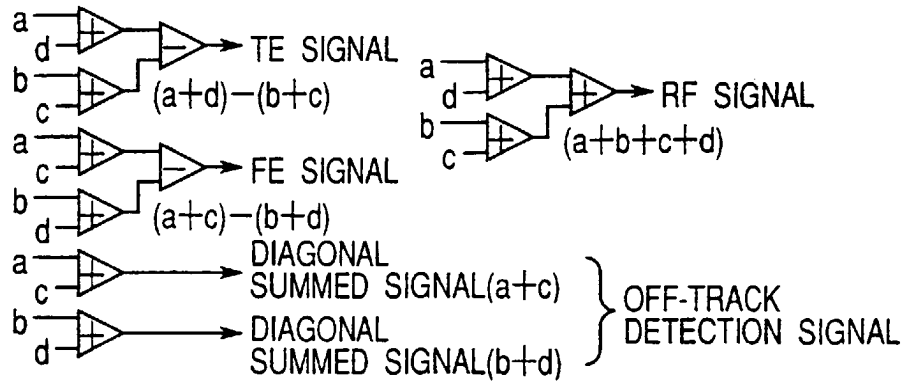 a
d
TE SIGNAL
b
c
(a+d)−(b+c)
a
c
FE SIGNAL
b
d
(a+c)−(b+d)
a
c
DIAGONAL
SUMMED SIGNAL(a+c)
b
d
DIAGONAL
SUMMED SIGNAL(b+d)
OFF-TRACK
DETECTION SIGNAL
a
d
RF SIGNAL
b
c
(a+b+c+d)